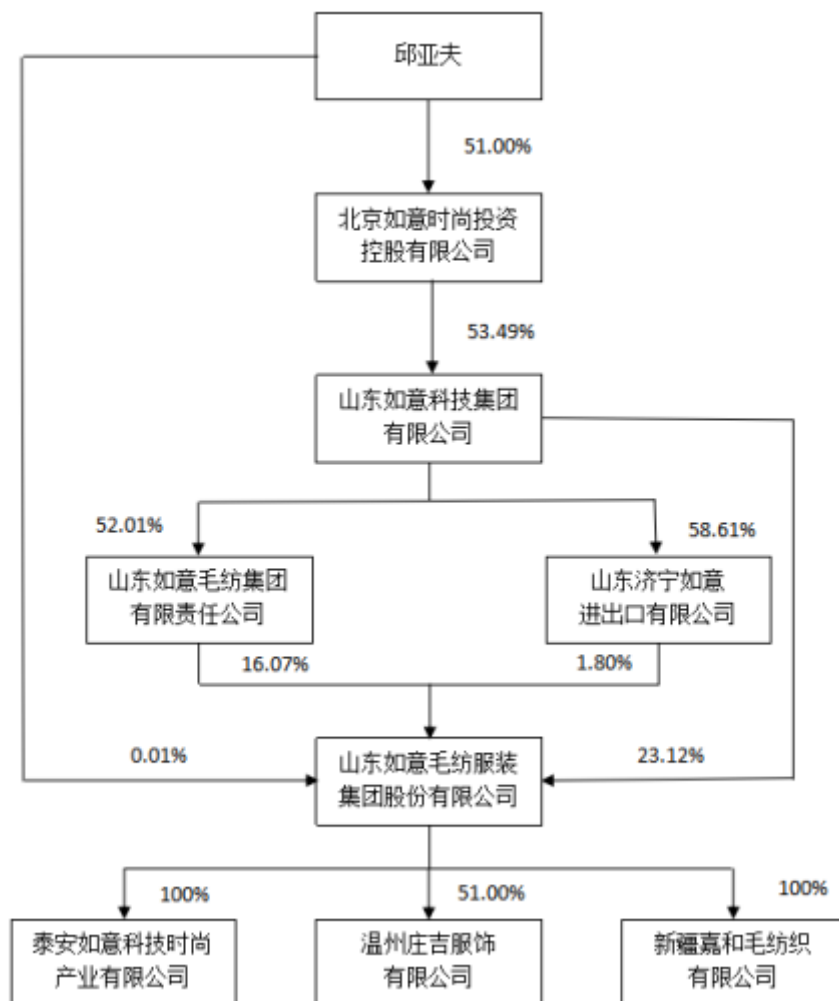 邱亚夫
51.00%
北京如意时尚投资
控股有限公司
53.49%
山东如意科技集团
有限公司
52.01%
58.61%
山东如意毛纺集团
有限责任公司
山东济宁如意
进出口有限公司
16.07%
1.80%
0.01%
山东如意毛纺服装
集团股份有限公司
23.12%
100%
51.00%
100%
泰安如意科技时尚
产业有限公司
温州庄吉服饰
有限公司
新疆嘉和毛纺织
有限公司